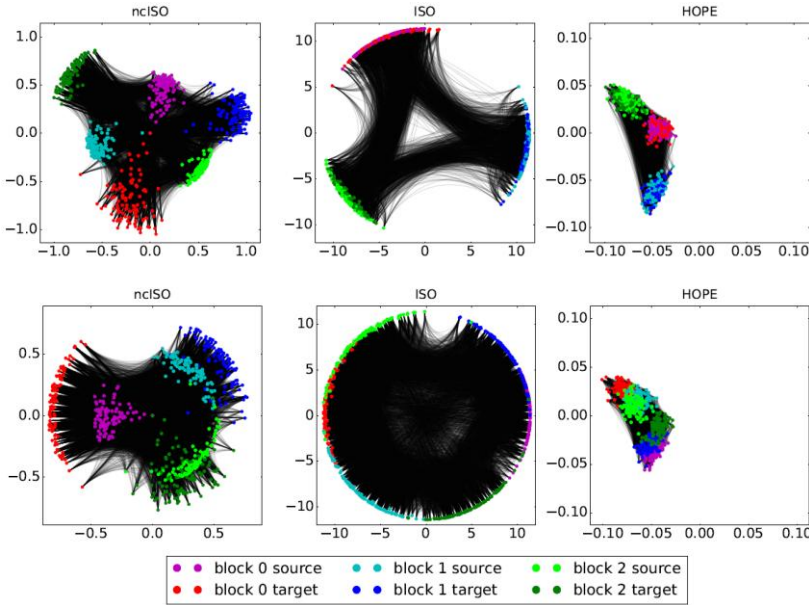 ncISO ISO HOPE
1.0
0.5
0.0
−0.5
−1.0
−1.0 −0.5 0.0 0.5 1.0
10
5
0
−5
−10
−10 −5 0 5 10
0.10
0.05
0.00
−0.05
−0.10
−0.10 −0.05 0.00 0.05 0.10
ncISO ISO HOPE
0.5
0.0
−0.5
−0.5 0.0 0.5
10
5
0
−5
−10
−10 −5 0 5 10
0.10
0.05
0.00
−0.05
−0.10
−0.10 −0.05 0.00 0.05 0.10
block 0 source block 1 source block 2 source
block 0 target block 1 target block 2 target